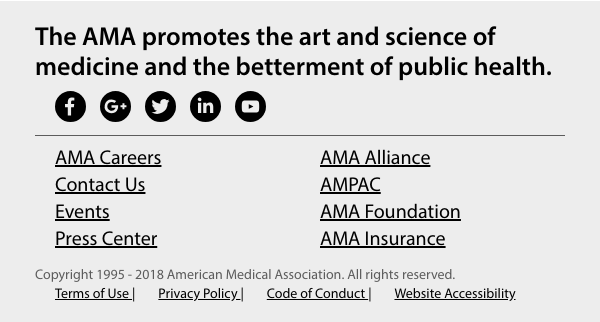 The AMA promotes the art and science of
medicine and the betterment of public health.
f G+ in
AMA Careers
AMA Alliance
Contact Us
AMPAC
Events
AMA Foundation
Press Center
AMA Insurance
Copyright 1995 - 2018 American Medical Association. All rights reserved.
Terms of Use | Privacy Policy | Code of Conduct | Website Accessibility